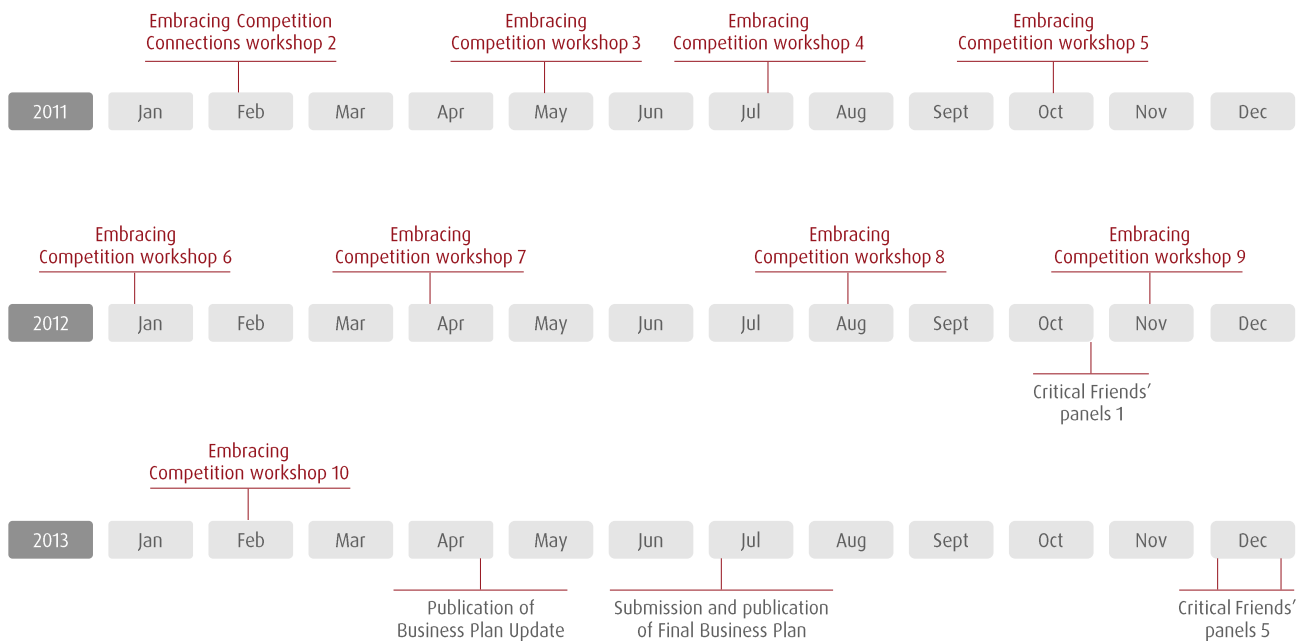 Embracing Competition
Connections workshop 2
Embracing
Competition workshop 3
Embracing
Competition workshop 4
Embracing
Competition workshop 5
2011 Jan Feb Mar Apr May Jun Jul Aug Sept Oct Nov Dec
Embracing
Competition workshop 6
Embracing
Competition workshop 7
Embracing
Competition workshop 8
Embracing
Competition workshop 9
2012 Jan Feb Mar Apr May Jun Jul Aug Sept Oct Nov Dec
Critical Friends’
panels 1
Embracing
Competition workshop 10
2013 Jan Feb Mar Apr May Jun Jul Aug Sept Oct Nov Dec
Publication of
Business Plan Update
Submission and publication
of Final Business Plan
Critical Friends’
panels 5